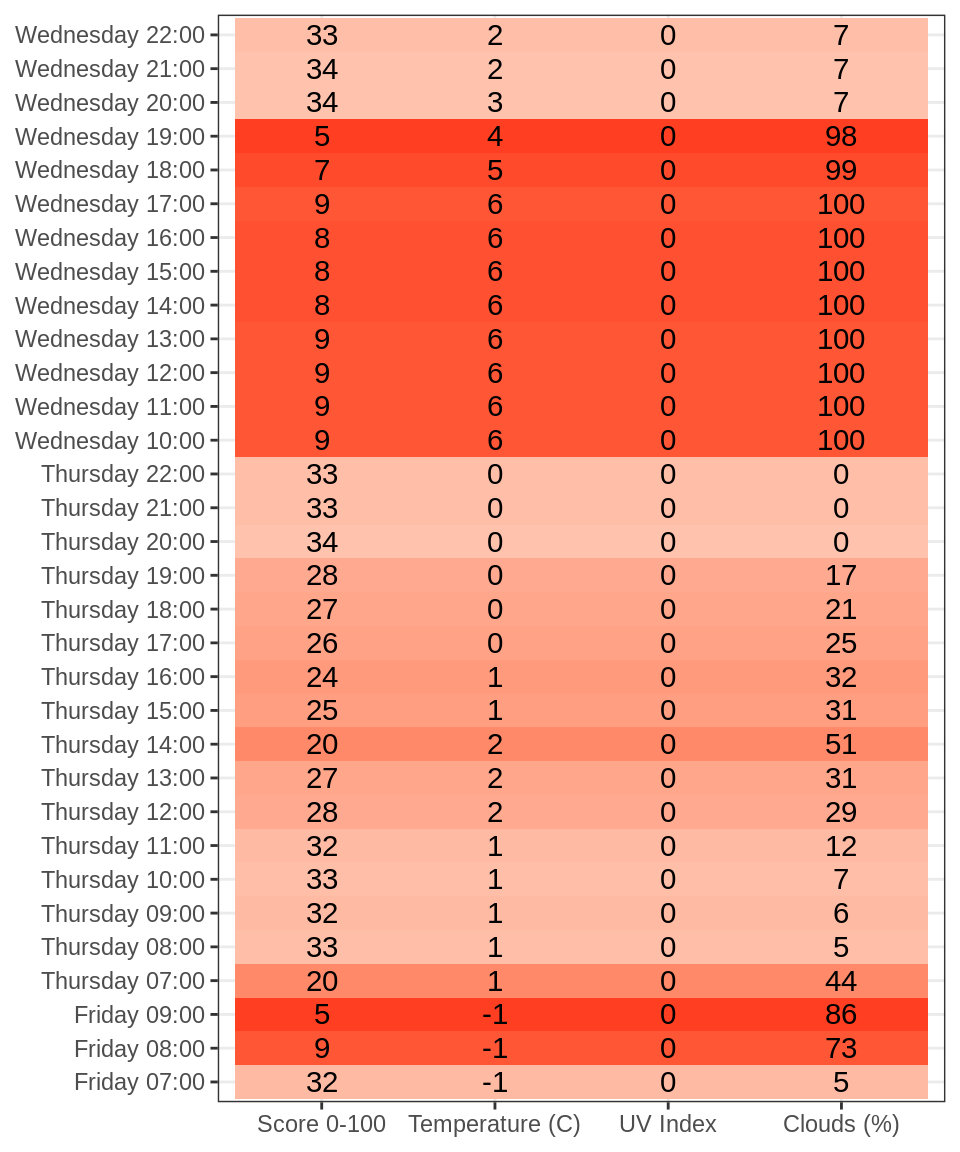 Wednesday 22:00 33 2 0 7
Wednesday 21:00 34 2 0 7
Wednesday 20:00 34 3 0 7
Wednesday 19:00 5 4 0 98
Wednesday 18:00 7 5 0 99
Wednesday 17:00 9 6 0 100
Wednesday 16:00 8 6 0 100
Wednesday 15:00 8 6 0 100
Wednesday 14:00 8 6 0 100
Wednesday 13:00 9 6 0 100
Wednesday 12:00 9 6 0 100
Wednesday 11:00 9 6 0 100
Wednesday 10:00 9 6 0 100
Thursday 22:00 33 0 0 0
Thursday 21:00 33 0 0 0
Thursday 20:00 34 0 0 0
Thursday 19:00 28 0 0 17
Thursday 18:00 27 0 0 21
Thursday 17:00 26 0 0 25
Thursday 16:00 24 1 0 32
Thursday 15:00 25 1 0 31
Thursday 14:00 20 2 0 51
Thursday 13:00 27 2 0 31
Thursday 12:00 28 2 0 29
Thursday 11:00 32 1 0 12
Thursday 10:00 33 1 0 7
Thursday 09:00 32 1 0 6
Thursday 08:00 33 1 0 5
Thursday 07:00 20 1 0 44
Friday 09:00 5 -1 0 86
Friday 08:00 9 -1 0 73
Friday 07:00 32 -1 0 5
Score 0-100 Temperature (C) UV Index Clouds (%)